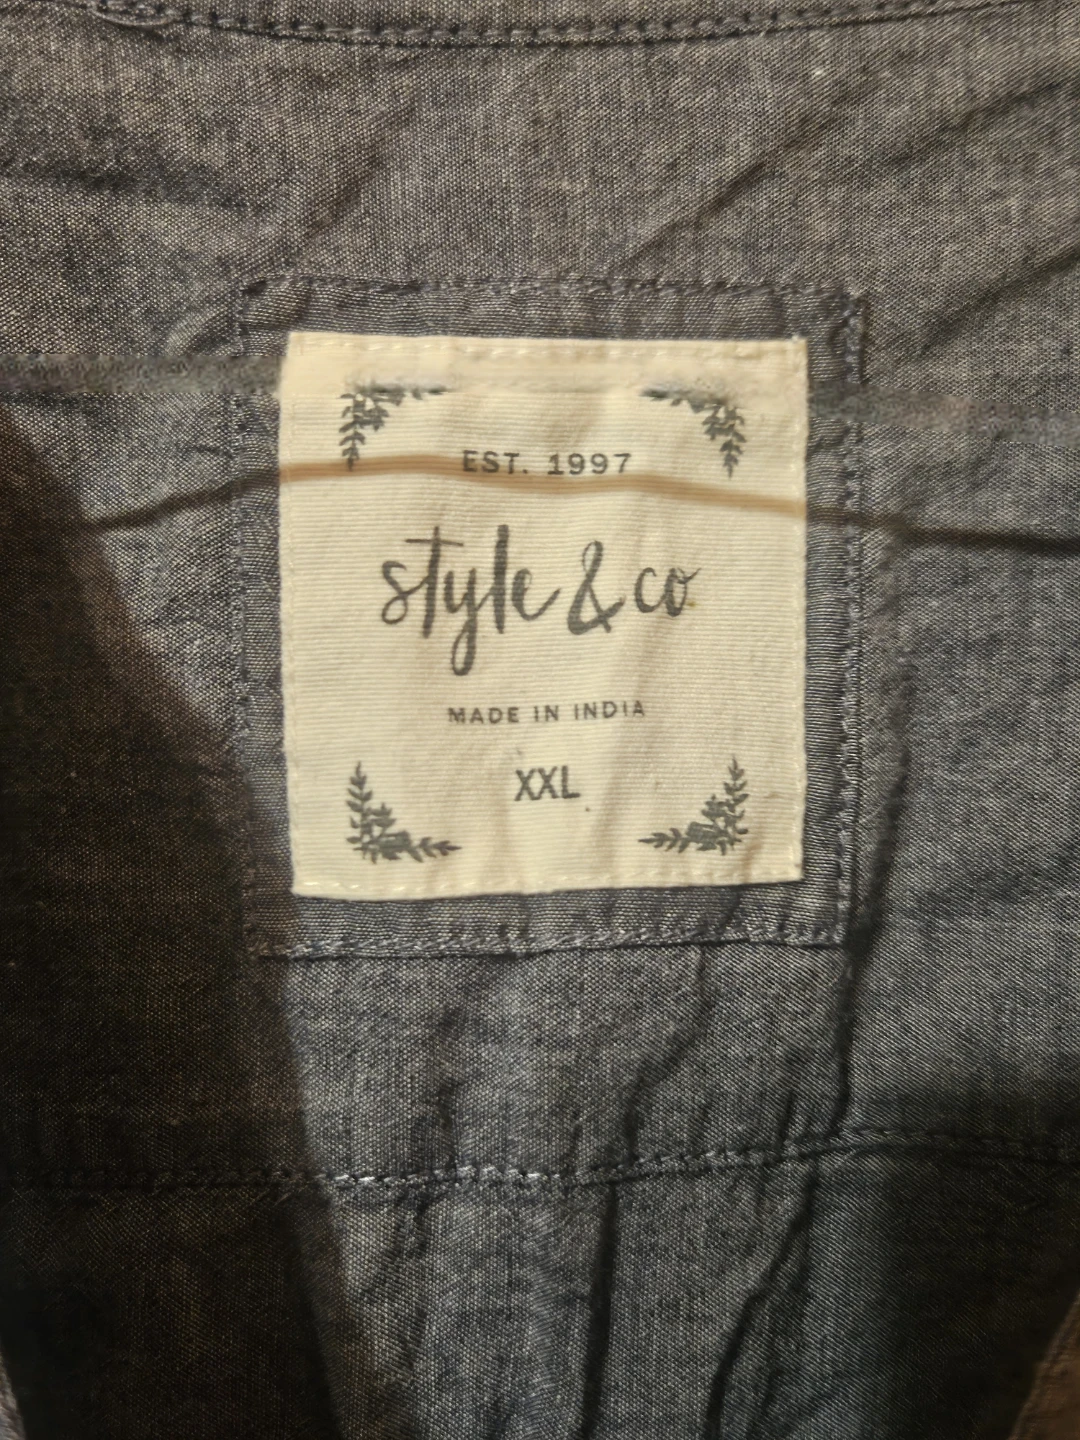 EST. 1997
style & co
MADE IN INDIA
XXL